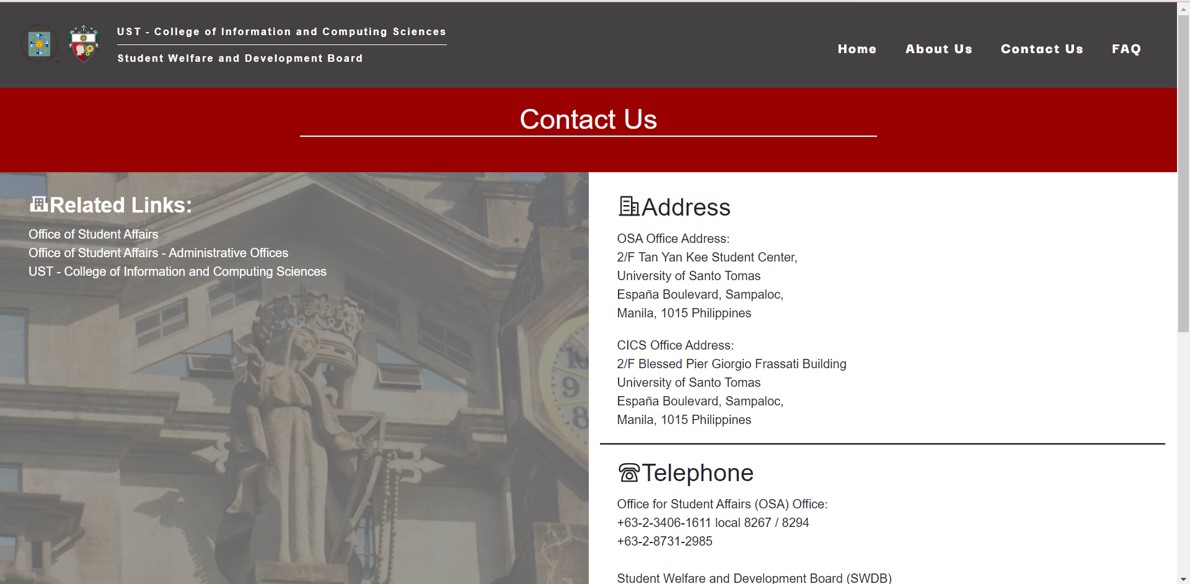 UST - College of Information and Computing Sciences
Student Welfare and Development Board
Home About Us Contact Us FAQ
Contact Us
Related Links:
Office of Student Affairs
Office of Student Affairs - Administrative Offices
UST - College of Information and Computing Sciences
10
9
8
Address
OSA Office Address:
2/F Tan Yan Kee Student Center,
University of Santo Tomas
España Boulevard, Sampaloc,
Manila, 1015 Philippines
CICS Office Address:
2/F Blessed Pier Giorgio Frassati Building
University of Santo Tomas
España Boulevard, Sampaloc,
Manila, 1015 Philippines
Telephone
Office for Student Affairs (OSA) Office:
+63-2-3406-1611 local 8267 / 8294
+63-2-8731-2985
Student Welfare and Development Board (SWDB)